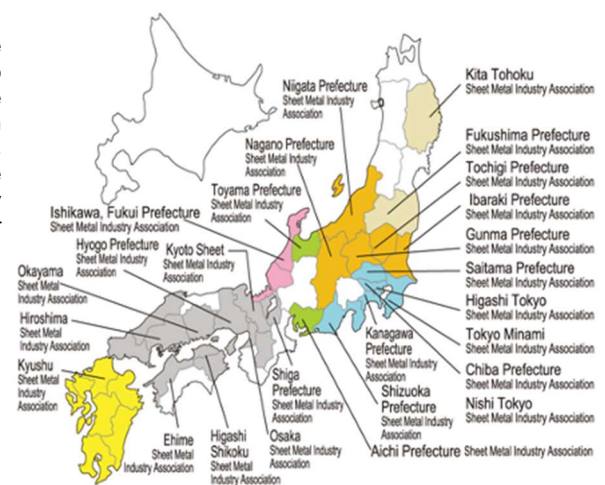 Kita Tohoku
Sheet Metal Industry Association
Niigata Prefecture
Sheet Metal Industry
Association
Fukushima Prefecture
Sheet Metal Industry Association
Nagano Prefecture
Sheet Metal Industry
Association
Tochigi Prefecture
Sheet Metal Industry Association
Toyama Prefecture
Sheet Metal Industry
Association
Ibaraki Prefecture
Sheet Metal Industry Association
Ishikawa, Fukui Prefecture
Sheet Metal Industry Association
Gunma Prefecture
Sheet Metal Industry Association
Hyogo Prefecture
Sheet Metal Industry
Association
Kyoto Sheet
Metal Industry
Association
Saitama Prefecture
Sheet Metal Industry Association
Okayama
Sheet Metal
Industry Association
Higashi Tokyo
Sheet Metal Industry Association
Hiroshima
Sheet Metal
Industry Association
Tokyo Minami
Sheet Metal Industry Association
Kanagawa
Prefecture
Sheet Metal Industry
Association
Kyushu
Sheet Metal
Industry
Association
Chiba Prefecture
Sheet Metal Industry Association
Shiga
Prefecture
Sheet Metal Industry
Association
Shizuoka
Prefecture
Sheet Metal Industry
Association
Nishi Tokyo
Sheet Metal Industry Association
Ehime
Sheet Metal
Industry Association
Higashi
Shikoku
Sheet Metal
Industry
Association
Osaka
Sheet Metal Industry
Association
Aichi Prefecture Sheet Metal Industry Association